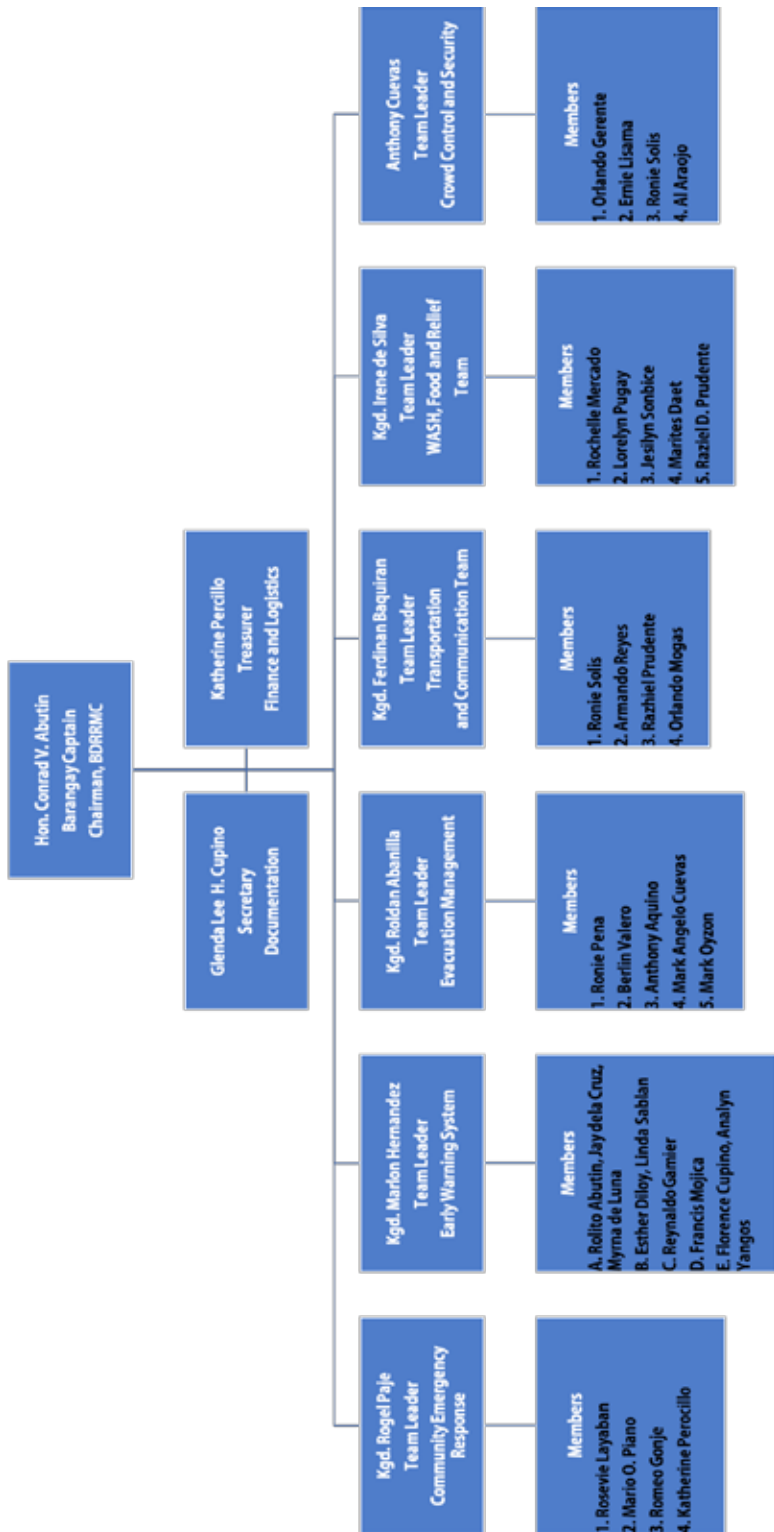 Hon. Conrad V. Abutin
Barangay Captain
Chairman, BDRRMC
Glenda Lee H. Cupino
Secretary
Documentation
Katherine Percillo
Treasurer
Finance and Logistics
Kgd. Rogel Paje
Team Leader
Community Emergency
Response
Members
1. Rosevie Layaban
2. Mario O. Piano
3. Romeo Gonje
4. Katherine Perocillo
Kgd. Marlon Hernandez
Team Leader
Early Warning System
Members
A. Rolito Abutin, Jay dela Cruz,
Myrna de Luna
B. Esther Diloy, Linda Sablan
C. Reynaldo Gamier
D. Francis Mojica
E. Florence Cupino, Analyn
Yangos
Kgd. Roldan Abanilla
Team Leader
Evacuation Management
Members
1. Ronie Pena
2. Berlin Valero
3. Anthony Aquino
4. Mark Angelo Cuevas
5. Mark Oyzon
Kgd. Ferdinan Baquiran
Team Leader
Transportation
and Communication Team
Members
1. Ronie Solis
2. Armando Reyes
3. Razhiel Prudente
4. Orlando Mogas
Kgd. Irene de Silva
Team Leader
WASH, Food and Relief
Team
Members
1. Rochelle Mercado
2. Lorelyn Pugay
3. Jesilyn Sonbice
4. Marites Daet
5. Raziel D. Prudente
Anthony Cuevas
Team Leader
Crowd Control and Security
Members
1. Orlando Gerente
2. Ernie Lisama
3. Ronie Solis
4. Al Araojo